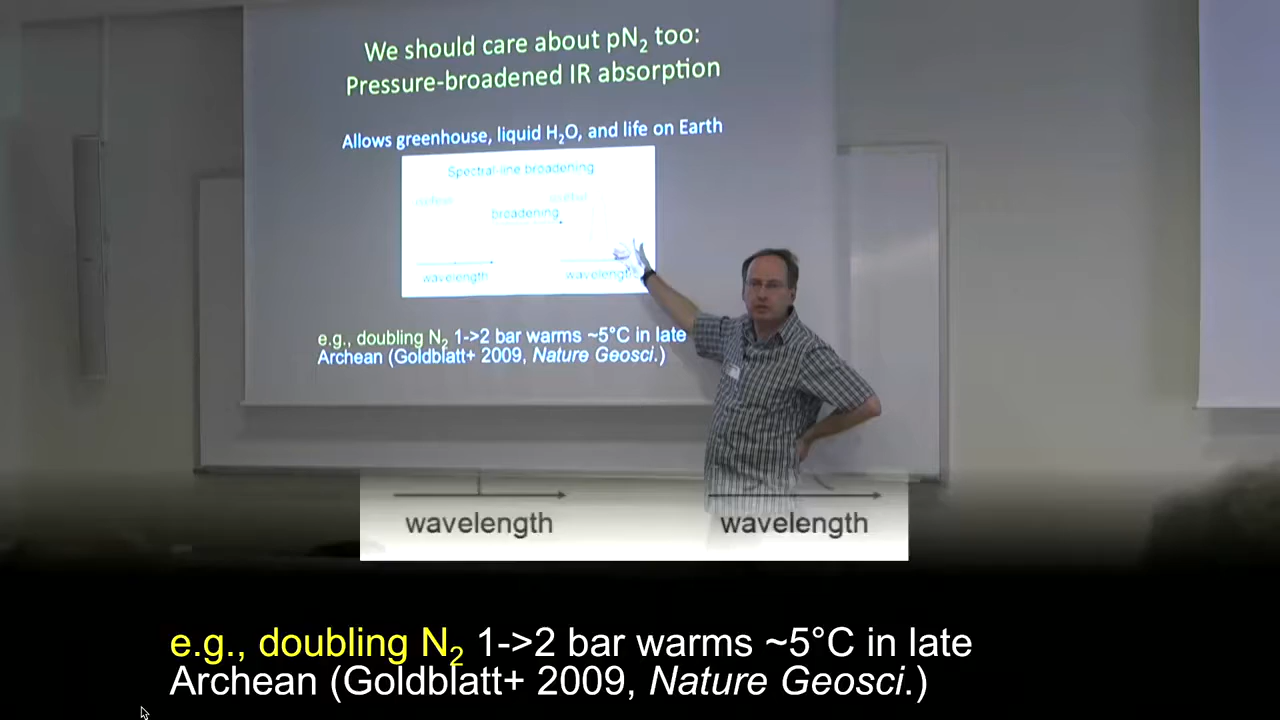 We should care about pN₂ too:
Pressure-broadened IR absorption
Allows greenhouse, liquid H₂O, and life on Earth
Spectral-line broadening
broadening
wavelength
wavelength
e.g., doubling N₂ 1->2 bar warms ~5°C in late
Archean (Goldblatt+ 2009, Nature Geosci.)
wavelength
wavelength
e.g., doubling N₂ 1->2 bar warms ~5°C in late
Archean (Goldblatt+ 2009, Nature Geosci.)